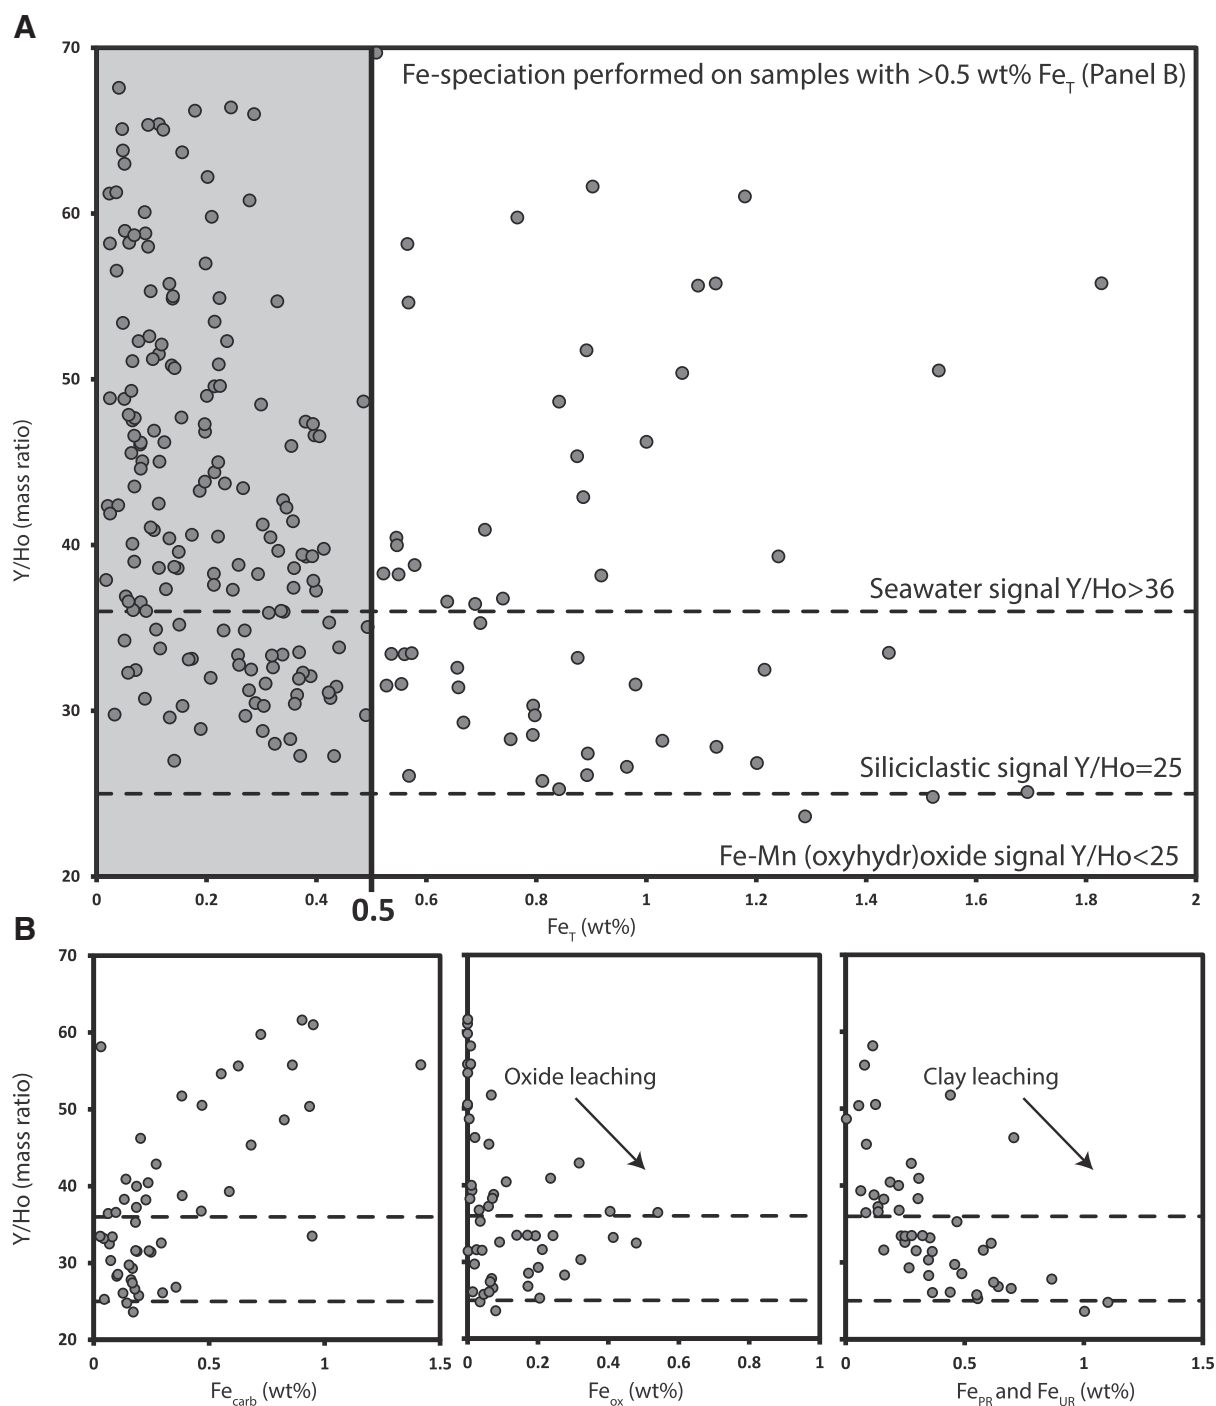 A
70
60
50
40
30
20
Y/Ho (mass ratio)
Fe-speciation performed on samples with >0.5 wt% FeT (Panel B)
Seawater signal Y/Ho>36
Siliciclastic signal Y/Ho=25
Fe-Mn (oxyhydr)oxide signal Y/Ho<25
0 0.2 0.4 0.5 0.6 0.8 1 1.2 1.4 1.6 1.8 2
FeT (wt%)
B
70
60
50
40
30
20
Y/Ho (mass ratio)
0 0.5 1 1.5
Fecarb (wt%)
Oxide leaching
0 0.2 0.4 0.6 0.8 1
Feox (wt%)
Clay leaching
0 0.5 1 1.5
FePR and FeUR (wt%)